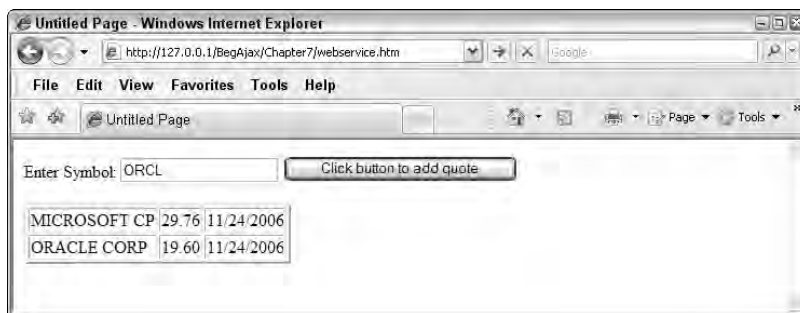 Untitled Page - Windows Internet Explorer
http://127.0.0.1/BegAjax/Chapter7/webservice.htm
Google
File Edit View Favorites Tools Help
Untitled Page
Page
Tools
Enter Symbol: ORCL Click button to add quote
MICROSOFT CP 29.76 11/24/2006
ORACLE CORP 19.60 11/24/2006